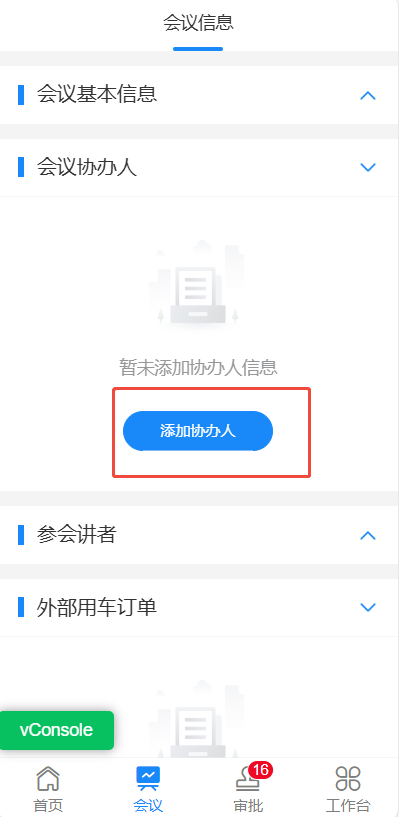 会议信息
会议基本信息
会议协办人
暂未添加协办人信息
添加协办人
参会讲者
外部用车订单
vConsole
16
首页
会议
审批
工作台